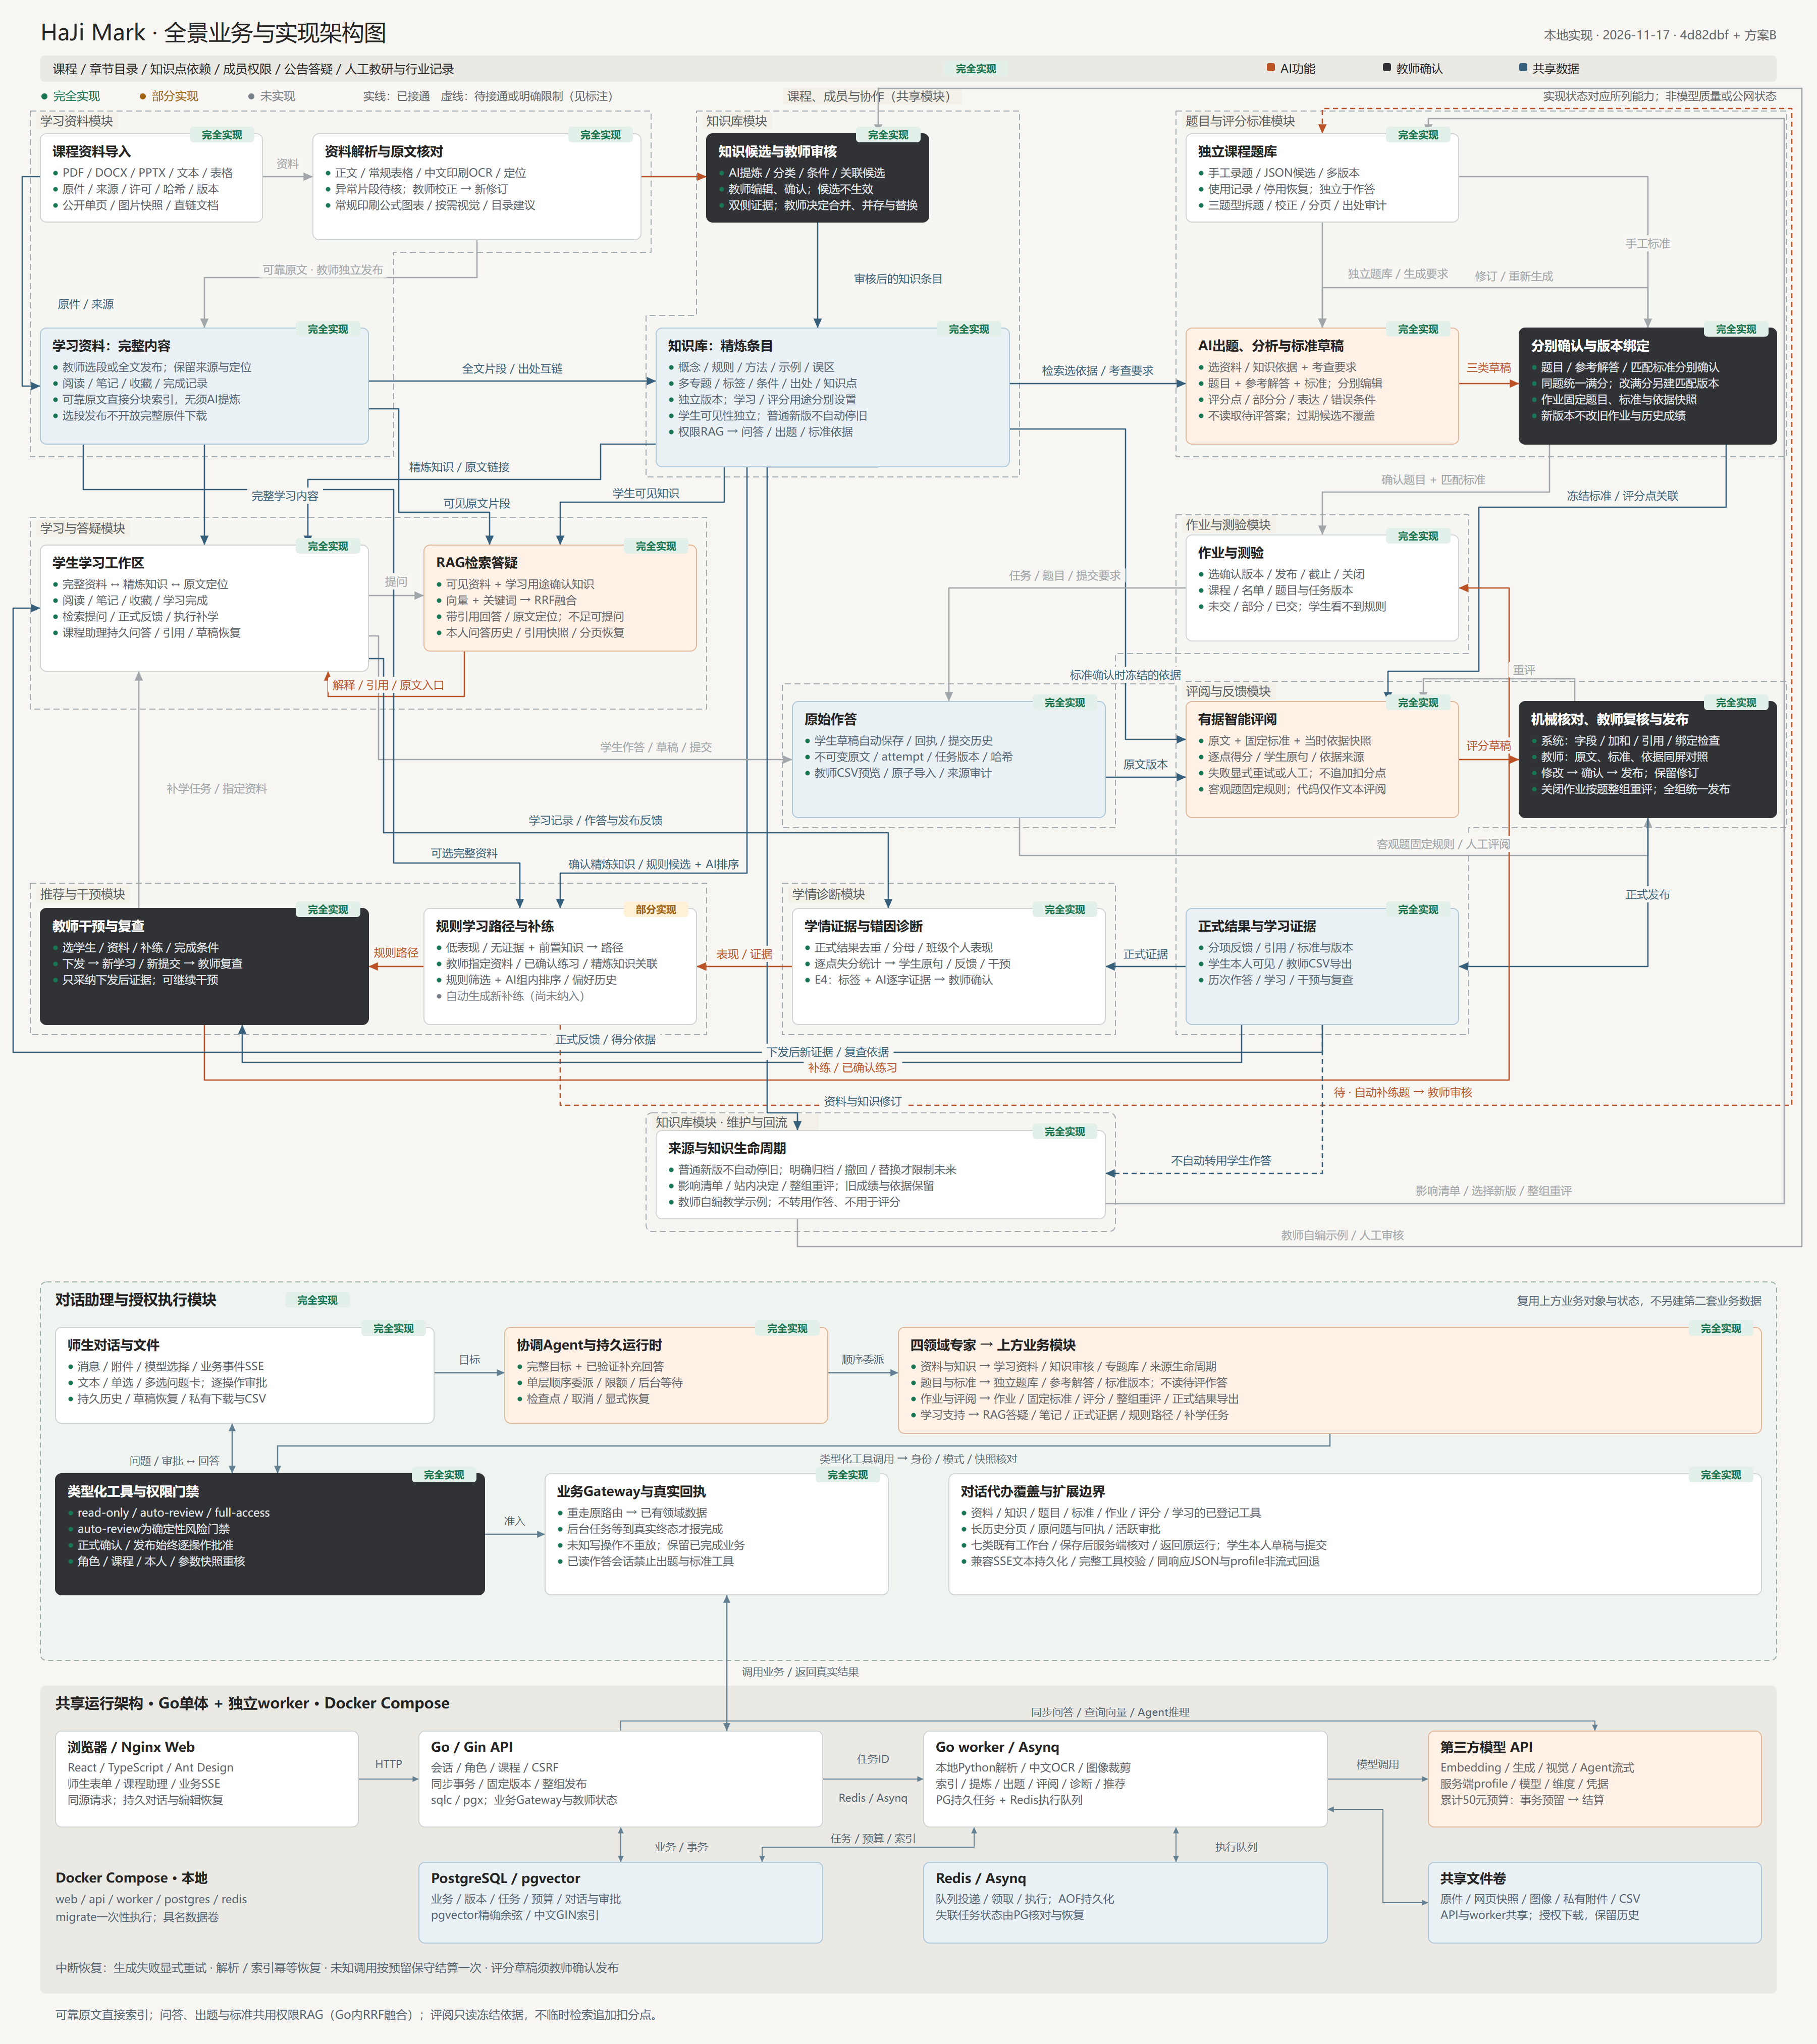 HaJi Mark · 全景业务与实现架构图
本地实现 · 2026-11-17 · 4d82dbf + 方案B
课程 / 章节目录 / 知识点依赖 / 成员权限 / 公告答疑 / 人工教研与行业记录
完全实现
AI功能
教师确认
共享数据
完全实现
部分实现
未实现
实线：已接通 虚线：待接通或明确限制（见标注）
课程、成员与协作（共享模块）
实现状态对应所列能力；非模型质量或公网状态
学习资料模块
完全实现
课程资料导入
PDF / DOCX / PPTX / 文本 / 表格
原件 / 来源 / 许可 / 哈希 / 版本
公开单页 / 图片快照 / 直链文档
资料
完全实现
资料解析与原文核对
正文 / 常规表格 / 中文印刷OCR / 定位
异常片段待核；教师校正 → 新修订
常规印刷公式图表 / 按需视觉 / 目录建议
知识库模块
完全实现
知识候选与教师审核
AI提炼 / 分类 / 条件 / 关联候选
教师编辑、确认；候选不生效
双侧证据；教师决定合并、并存与替换
题目与评分标准模块
完全实现
独立课程题库
手工录题 / JSON候选 / 多版本
使用记录 / 停用恢复；独立于作答
三题型拆题 / 校正 / 分页 / 出处审计
手工标准
可靠原文 · 教师独立发布
审核后的知识条目
独立题库 / 生成要求
修订 / 重新生成
原件 / 来源
完全实现
学习资料：完整内容
教师选段或全文发布；保留来源与定位
阅读 / 笔记 / 收藏 / 完成记录
可靠原文直接分块索引，无须AI提炼
选段发布不开放完整原件下载
全文片段 / 出处互链
完全实现
知识库：精炼条目
概念 / 规则 / 方法 / 示例 / 误区
多专题 / 标签 / 条件 / 出处 / 知识点
独立版本；学习 / 评分用途分别设置
学生可见性独立；普通新版不自动停旧
权限RAG → 问答 / 出题 / 标准依据
检索选依据 / 考查要求
完全实现
AI出题、分析与标准草稿
选资料 / 知识依据 + 考查要求
题目 + 参考解答 + 标准；分别编辑
评分点 / 部分分 / 表达 / 错误条件
不读取待评答案；过期候选不覆盖
三类草稿
完全实现
分别确认与版本绑定
题目 / 参考解答 / 匹配标准分别确认
同题统一满分；改满分另建匹配版本
作业固定题目、标准与依据快照
新版本不改旧作业与历史成绩
精炼知识 / 原文链接
完整学习内容
可见原文片段
学生可见知识
确认题目 + 匹配标准
冻结标准 / 评分点关联
学习与答疑模块
完全实现
学生学习工作区
完整资料 ↔ 精炼知识 ↔ 原文定位
阅读 / 笔记 / 收藏 / 学习完成
检索提问 / 正式反馈 / 执行补学
课程助理持久问答 / 引用 / 草稿恢复
提问
完全实现
RAG检索答疑
可见资料 + 学习用途确认知识
向量 + 关键词 → RRF融合
带引用回答 / 原文定位；不足可提问
本人问答历史 / 引用快照 / 分页恢复
解释 / 引用 / 原文入口
任务 / 题目 / 提交要求
作业与测验模块
完全实现
作业与测验
选确认版本 / 发布 / 截止 / 关闭
课程 / 名单 / 题目与任务版本
未交 / 部分 / 已交；学生看不到规则
标准确认时冻结的依据
重评
学生作答 / 草稿 / 提交
补学任务 / 指定资料
完全实现
原始作答
学生草稿自动保存 / 回执 / 提交历史
不可变原文 / attempt / 任务版本 / 哈希
教师CSV预览 / 原子导入 / 来源审计
原文版本
评阅与反馈模块
完全实现
有据智能评阅
原文 + 固定标准 + 当时依据快照
逐点得分 / 学生原句 / 依据来源
失败显式重试或人工；不追加扣分点
客观题固定规则；代码仅作文本评阅
评分草稿
完全实现
机械核对、教师复核与发布
系统：字段 / 加和 / 引用 / 绑定检查
教师：原文、标准、依据同屏对照
修改 → 确认 → 发布；保留修订
关闭作业按题整组重评；全组统一发布
学习记录 / 作答与发布反馈
可选完整资料
确认精炼知识 / 规则候选 + AI排序
客观题固定规则 / 人工评阅
正式发布
推荐与干预模块
完全实现
教师干预与复查
选学生 / 资料 / 补练 / 完成条件
下发 → 新学习 / 新提交 → 教师复查
只采纳下发后证据；可继续干预
规则路径
部分实现
规则学习路径与补练
低表现 / 无证据 + 前置知识 → 路径
教师指定资料 / 已确认练习 / 精炼知识关联
规则筛选 + AI组内排序 / 偏好历史
自动生成新补练（尚未纳入）
表现 / 证据
学情诊断模块
完全实现
学情证据与错因诊断
正式结果去重 / 分母 / 班级个人表现
逐点失分统计 → 学生原句 / 反馈 / 干预
E4：标签 + AI逐字证据 → 教师确认
正式证据
完全实现
正式结果与学习证据
分项反馈 / 引用 / 标准与版本
学生本人可见 / 教师CSV导出
历次作答 / 学习 / 干预与复查
正式反馈 / 得分依据
下发后新证据 / 复查依据
补练 / 已确认练习
待 · 自动补练题 → 教师审核
资料与知识修订
知识库模块 · 维护与回流
完全实现
来源与知识生命周期
普通新版不自动停旧；明确归档 / 撤回 / 替换才限制未来
影响清单 / 站内决定 / 整组重评；旧成绩与依据保留
教师自编教学示例；不转用作答、不用于评分
不自动转用学生作答
影响清单 / 选择新版 / 整组重评
教师自编示例 / 人工审核
对话助理与授权执行模块
完全实现
复用上方业务对象与状态，不另建第二套业务数据
完全实现
师生对话与文件
消息 / 附件 / 模型选择 / 业务事件SSE
文本 / 单选 / 多选问题卡；逐操作审批
持久历史 / 草稿恢复 / 私有下载与CSV
目标
完全实现
协调Agent与持久运行时
完整目标 + 已验证补充回答
单层顺序委派 / 限额 / 后台等待
检查点 / 取消 / 显式恢复
顺序委派
完全实现
四领域专家 → 上方业务模块
资料与知识 → 学习资料 / 知识审核 / 专题库 / 来源生命周期
题目与标准 → 独立题库 / 参考解答 / 标准版本；不读待评作答
作业与评阅 → 作业 / 固定标准 / 评分 / 整组重评 / 正式结果导出
学习支持 → RAG答疑 / 笔记 / 正式证据 / 规则路径 / 补学任务
问题 / 审批 ↔ 回答
类型化工具调用 → 身份 / 模式 / 快照核对
完全实现
类型化工具与权限门禁
read-only / auto-review / full-access
auto-review为确定性风险门禁
正式确认 / 发布始终逐操作批准
角色 / 课程 / 本人 / 参数快照重核
准入
完全实现
业务Gateway与真实回执
重走原路由 → 已有领域数据
后台任务等到真实终态才报完成
未知写操作不重放；保留已完成业务
已读作答会话禁止出题与标准工具
完全实现
对话代办覆盖与扩展边界
资料 / 知识 / 题目 / 标准 / 作业 / 评分 / 学习的已登记工具
长历史分页 / 原问题与回执 / 活跃审批
七类既有工作台 / 保存后服务端核对 / 返回原运行；学生本人草稿与提交
兼容SSE文本持久化 / 完整工具校验 / 同响应JSON与profile非流式回退
调用业务 / 返回真实结果
共享运行架构 • Go单体 + 独立worker • Docker Compose
同步问答 / 查询向量 / Agent推理
浏览器 / Nginx Web
React / TypeScript / Ant Design
师生表单 / 课程助理 / 业务SSE
同源请求；持久对话与编辑恢复
HTTP
Go / Gin API
会话 / 角色 / 课程 / CSRF
同步事务 / 固定版本 / 整组发布
sqlc / pgx；业务Gateway与教师状态
任务ID
Redis / Asynq
Go worker / Asynq
本地Python解析 / 中文OCR / 图像裁剪
索引 / 提炼 / 出题 / 评阅 / 诊断 / 推荐
PG持久任务 + Redis执行队列
模型调用
第三方模型 API
Embedding / 生成 / 视觉 / Agent流式
服务端profile / 模型 / 维度 / 凭据
累计50元预算：事务预留 → 结算
业务 / 事务
任务 / 预算 / 索引
执行队列
Docker Compose • 本地
web / api / worker / postgres / redis
migrate一次性执行；具名数据卷
PostgreSQL / pgvector
业务 / 版本 / 任务 / 预算 / 对话与审批
pgvector精确余弦 / 中文GIN索引
Redis / Asynq
队列投递 / 领取 / 执行；AOF持久化
失联任务状态由PG核对与恢复
共享文件卷
原件 / 网页快照 / 图像 / 私有附件 / CSV
API与worker共享；授权下载，保留历史
中断恢复：生成失败显式重试 · 解析 / 索引幂等恢复 · 未知调用按预留保守结算一次 · 评分草稿须教师确认发布
可靠原文直接索引；问答、出题与标准共用权限RAG（Go内RRF融合）；评阅只读冻结依据，不临时检索追加扣分点。